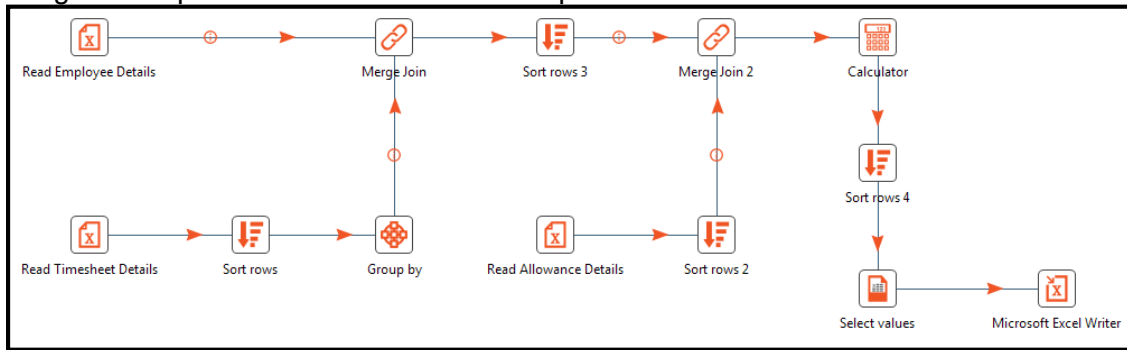 Read Employee Details
Merge Join
Sort rows 3
Merge Join 2
Calculator
Sort rows 4
Read Timesheet Details
Sort rows
Group by
Read Allowance Details
Sort rows 2
Select values
Microsoft Excel Writer